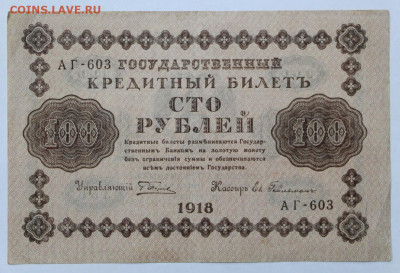 COINS.LAVE.RU
ГОСУДАРСТВЕННЫЙ
АГ-603
КРЕДИТНЫЙ БИЛЕТЪ
СТО
РУБЛЕЙ
100 100
Кредитные билеты размѣниваются Государ-
ственнымъ Банкомъ на золотую монету
безъ ограниченія суммы и обезпечиваются
всѣмъ достояніемъ Государства.
Управляющій
Кассиръ
1918
АГ-603